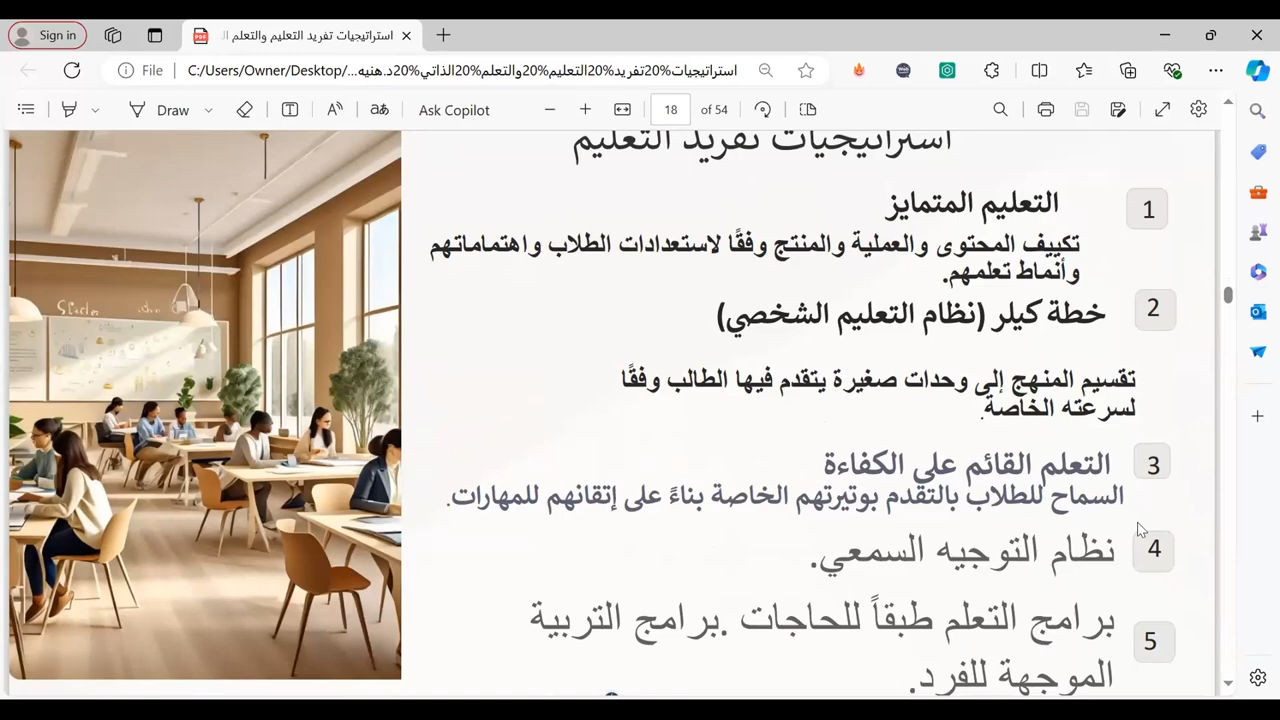 Sign in
استراتيجيات تفريد التعليم والتعلم ال
File
C:/Users/Owner/Desktop/استراتيجيات%20تفريد%20التعليم%20والتعلم%20الذاتي%20د.هنيه...
Draw
Ask Copilot
18 of 54
استراتيجيات تفريد التعليم
1 التعليم المتمايز
تكييف المحتوى والعملية والمنتج وفقًا لاستعدادات الطلاب واهتماماتهم
وأنماط تعلمهم.
2 خطة كيلر (نظام التعليم الشخصي)
تقسيم المنهج إلى وحدات صغيرة يتقدم فيها الطالب وفقًا
لسرعته الخاصة.
3 التعلم القائم على الكفاءة
السماح للطلاب بالتقدم بوتيرتهم الخاصة بناءً على إتقانهم للمهارات.
4 نظام التوجيه السمعي.
5 برامج التعلم طبقاً للحاجات .برامج التربية
الموجهة للفرد.